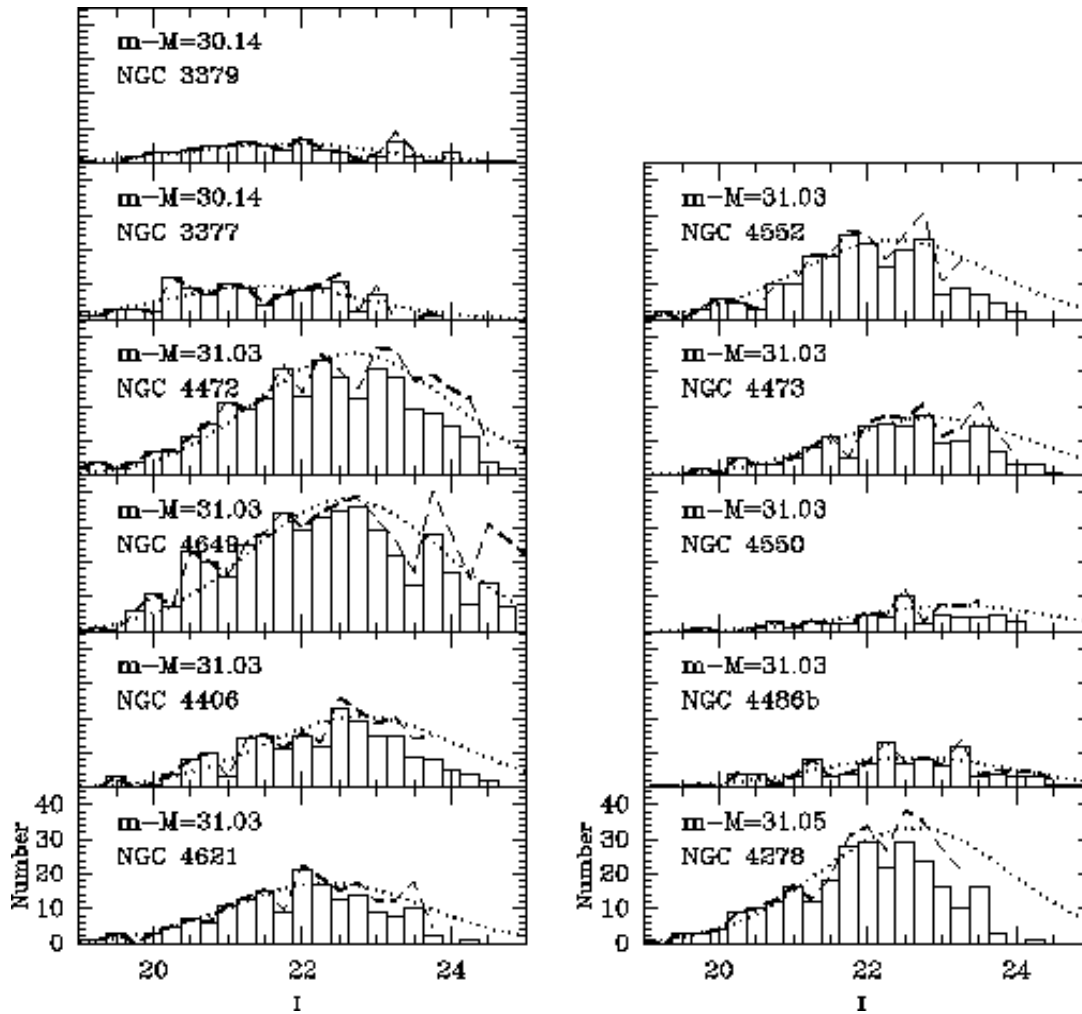 m-M=30.14
NGC 3379
m-M=30.14
NGC 3377
m-M=31.03
NGC 4472
m-M=31.03
NGC 4649
m-M=31.03
NGC 4406
m-M=31.03
NGC 4621
40
30
20
10
0
Number
20 22 24
I
m-M=31.03
NGC 4552
m-M=31.03
NGC 4473
m-M=31.03
NGC 4550
m-M=31.03
NGC 4486b
m-M=31.05
NGC 4278
40
30
20
10
0
Number
20 22 24
I